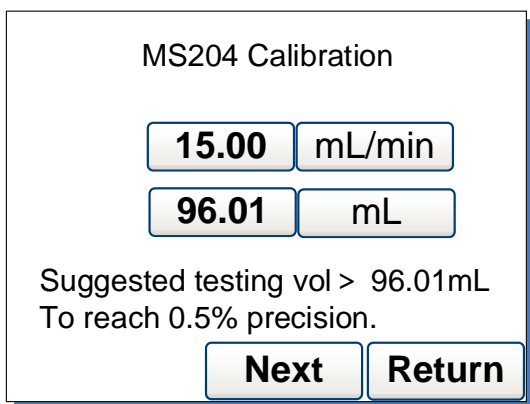 MS204 Calibration
15.00 mL/min
96.01 mL
Suggested testing vol > 96.01mL
To reach 0.5% precision.
Next Return